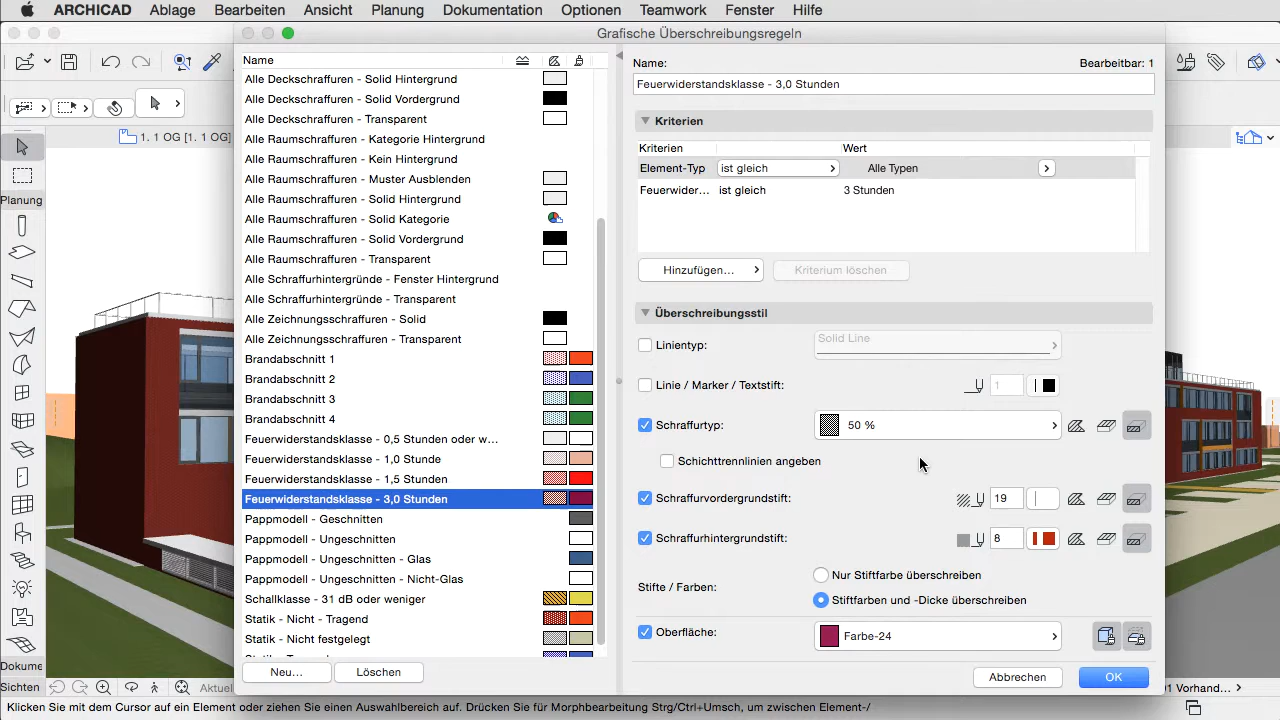 ARCHICAD Ablage Bearbeiten Ansicht Planung Dokumentation Optionen Teamwork Fenster Hilfe
Grafische Überschreibungsregeln
Name
Alle Deckschraffuren - Solid Hintergrund
Alle Deckschraffuren - Solid Vordergrund
Alle Deckschraffuren - Transparent
Alle Raumschraffuren - Kategorie Hintergrund
Alle Raumschraffuren - Kein Hintergrund
Alle Raumschraffuren - Muster Ausblenden
Alle Raumschraffuren - Solid Hintergrund
Alle Raumschraffuren - Solid Kategorie
Alle Raumschraffuren - Solid Vordergrund
Alle Raumschraffuren - Transparent
Alle Schraffurhintergründe - Fenster Hintergrund
Alle Schraffurhintergründe - Transparent
Alle Zeichnungsschraffuren - Solid
Alle Zeichnungsschraffuren - Transparent
Brandabschnitt 1
Brandabschnitt 2
Brandabschnitt 3
Brandabschnitt 4
Feuerwiderstandsklasse - 0,5 Stunden oder w...
Feuerwiderstandsklasse - 1,0 Stunde
Feuerwiderstandsklasse - 1,5 Stunden
Feuerwiderstandsklasse - 3,0 Stunden
Pappmodell - Geschnitten
Pappmodell - Ungeschnitten
Pappmodell - Ungeschnitten - Glas
Pappmodell - Ungeschnitten - Nicht-Glas
Schallklasse - 31 dB oder weniger
Statik - Nicht - Tragend
Statik - Nicht festgelegt
Neu... Löschen
Name: Bearbeitbar: 1
Feuerwiderstandsklasse - 3,0 Stunden
Kriterien
Kriterien Wert
Element-Typ ist gleich Alle Typen
Feuerwider... ist gleich 3 Stunden
Hinzufügen... Kriterium löschen
Überschreibungsstil
Linientyp: Solid Line
Linie / Marker / Textstift: 1
Schraffurtyp: 50 %
Schichttrennlinien angeben
Schraffurvordergrundstift: 19
Schraffurhintergrundstift: 8
Stifte / Farben:
Nur Stiftfarbe überschreiben
Stiftfarben und -Dicke überschreiben
Oberfläche: Farbe-24
Abbrechen OK
1. 1 OG [1. 1 OG]
Planung
Dokume
Sichten
Aktuel
01 Vorhand...
Klicken Sie mit dem Cursor auf ein Element oder ziehen Sie einen Auswahlbereich auf. Drücken Sie für Morphbearbeitung Strg/Ctrl+Umsch, um zwischen Element-/